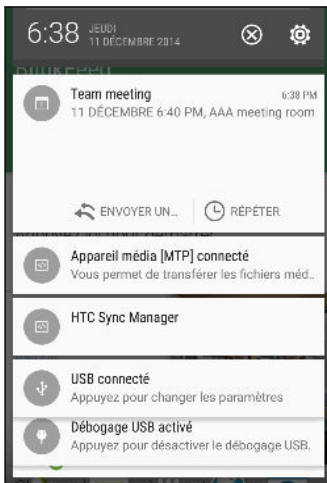 6:38 JEUDI
11 DÉCEMBRE 2014
Team meeting 6:38 PM
11 DÉCEMBRE 6:40 PM, AAA meeting room
ENVOYER UN… RÉPÉTER
Appareil média [MTP] connecté
Vous permet de transférer les fichiers méd..
HTC Sync Manager
USB connecté
Appuyez pour changer les paramètres
Débogage USB activé
Appuyez pour désactiver le débogage USB.